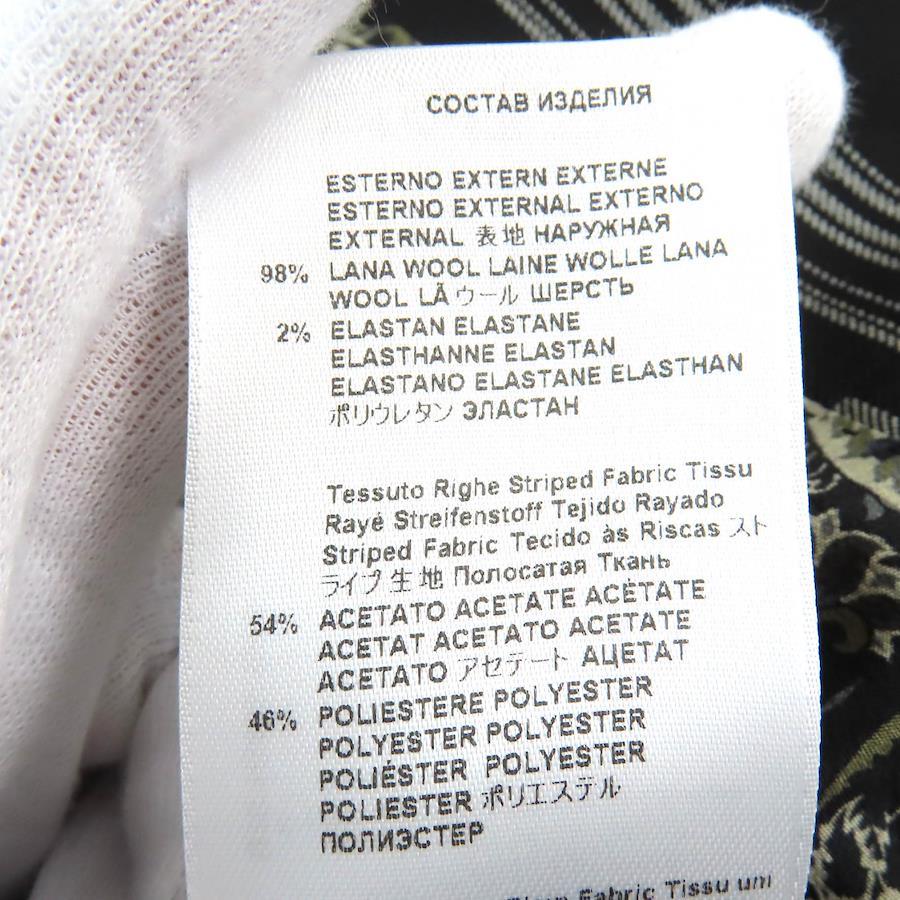 СОСТАВ ИЗДЕЛИЯ
ESTERNO EXTERN EXTERNE
ESTERNO EXTERNAL EXTERNO
EXTERNAL 表地 НАРУЖНАЯ
98% LANA WOOL LAINE WOLLE LANA
WOOL LÃ ウール ШЕРСТЬ
2% ELASTAN ELASTANE
ELASTHANNE ELASTAN
ELASTANO ELASTANE ELASTHAN
ポリウレタン ЭЛАСТАН
Tessuto Righe Striped Fabric Tissu
Rayé Streifenstoff Tejido Rayado
Striped Fabric Tecido às Riscas スト
ライプ生地 Полосатая Ткань
54% ACETATO ACETATE ACÉTATE
ACETAT ACETATO ACETATE
ACETATO アセテート АЦЕТАТ
46% POLIESTERE POLYESTER
POLYESTER POLYESTER
POLIÉSTER POLYESTER
POLIESTER ポリエステル
ПОЛИЭСТЕР
Fabric Tissu uni